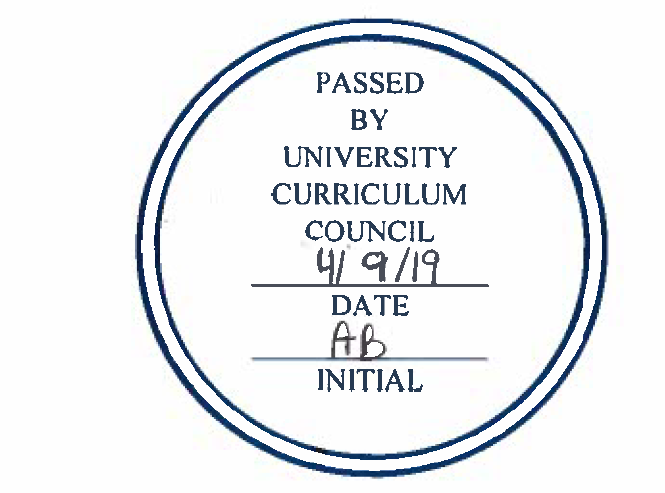 PASSED
BY
UNIVERSITY
CURRICULUM
COUNCIL
4/9/19
DATE
AB
INITIAL